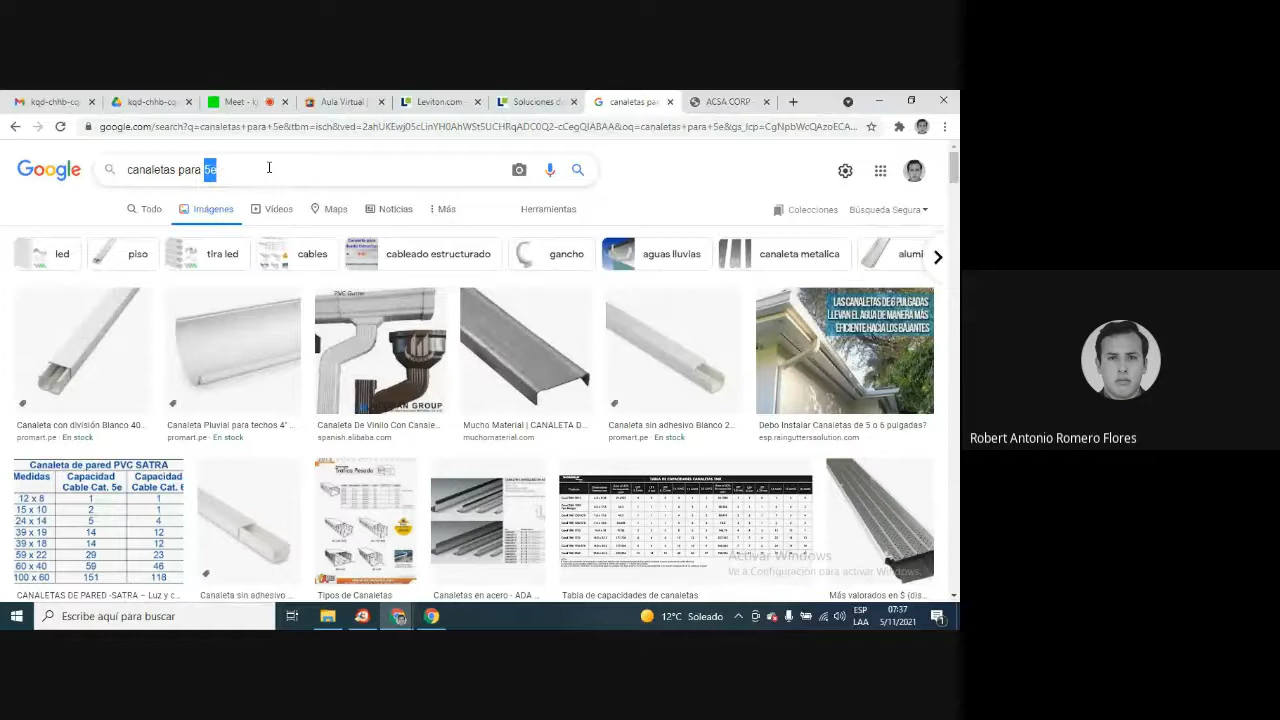 kqd-chhb-cq
kqd-chhb-cq
Meet - k
Aula Virtual
Leviton.com
Soluciones d
canaletas pa
ACSA CORP
google.com/search?q=canaletas+para+5e&tbm=isch&ved=2ahUKEwj05cLinYH0AhWSt5UCHRqADC0Q2-cCegQIABAA&oq=canaletas+para+5e&gs_lcp=CgNpbWcQAzoECA...
Google
canaletas para 5e
Todo
Imágenes
Vídeos
Maps
Noticias
Más
Herramientas
Colecciones
Búsqueda Segura
led
piso
tira led
cables
cableado estructurado
gancho
aguas lluvias
canaleta metalica
alumi
PVC Gutter
GROUP
LAS CANALETAS DE 6 PULGADAS
LLEVAN EL AGUA DE MANERA MÁS
EFICIENTE HACIA LOS BAJANTES
Canaleta con división Blanco 40...
promart.pe · En stock
Canaleta Pluvial para techos 4" ...
promart.pe · En stock
Canaleta De Vinilo Con Canale...
spanish.alibaba.com
Mucho Material | CANALETA D...
muchomaterial.com
Canaleta sin adhesivo Blanco 2...
promart.pe · En stock
Debo Instalar Canaletas de 5 o 6 pulgadas?
esp.raingutterssolution.com
Canaleta de pared PVC SATRA
Medidas Capacidad Capacidad
Cable Cat. 5e Cable Cat. 6
12 x 8 1 1
15 x 10 2 1
24 x 14 5 4
39 x 19 14 12
39 x 18 14 12
59 x 22 29 23
60 x 40 59 46
100 x 60 151 118
Tráfico Pesado
CANALETAS DE PARED -SATRA – Luz y c...
Canaleta sin adhesivo ...
Tipos de Canaletas
Canaletas en acero - ADA ...
Tabla de capacidades de canaletas
Más valorados en $ (dis...
Activar Windows
Ve a Configuración para activar Windows.
Escribe aquí para buscar
12°C Soleado
ESP
LAA
07:37
5/11/2021
1
Robert Antonio Romero Flores